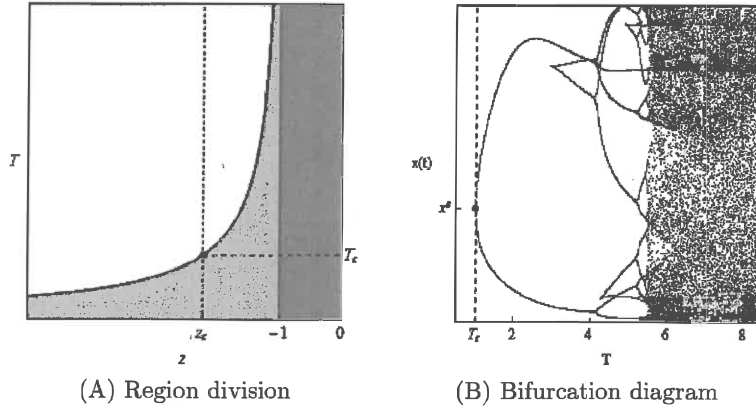 T
T_c
z_c
-1
0
z
(A) Region division
x(t)
x^s
T_c
2
4
6
8
T
(B) Bifurcation diagram